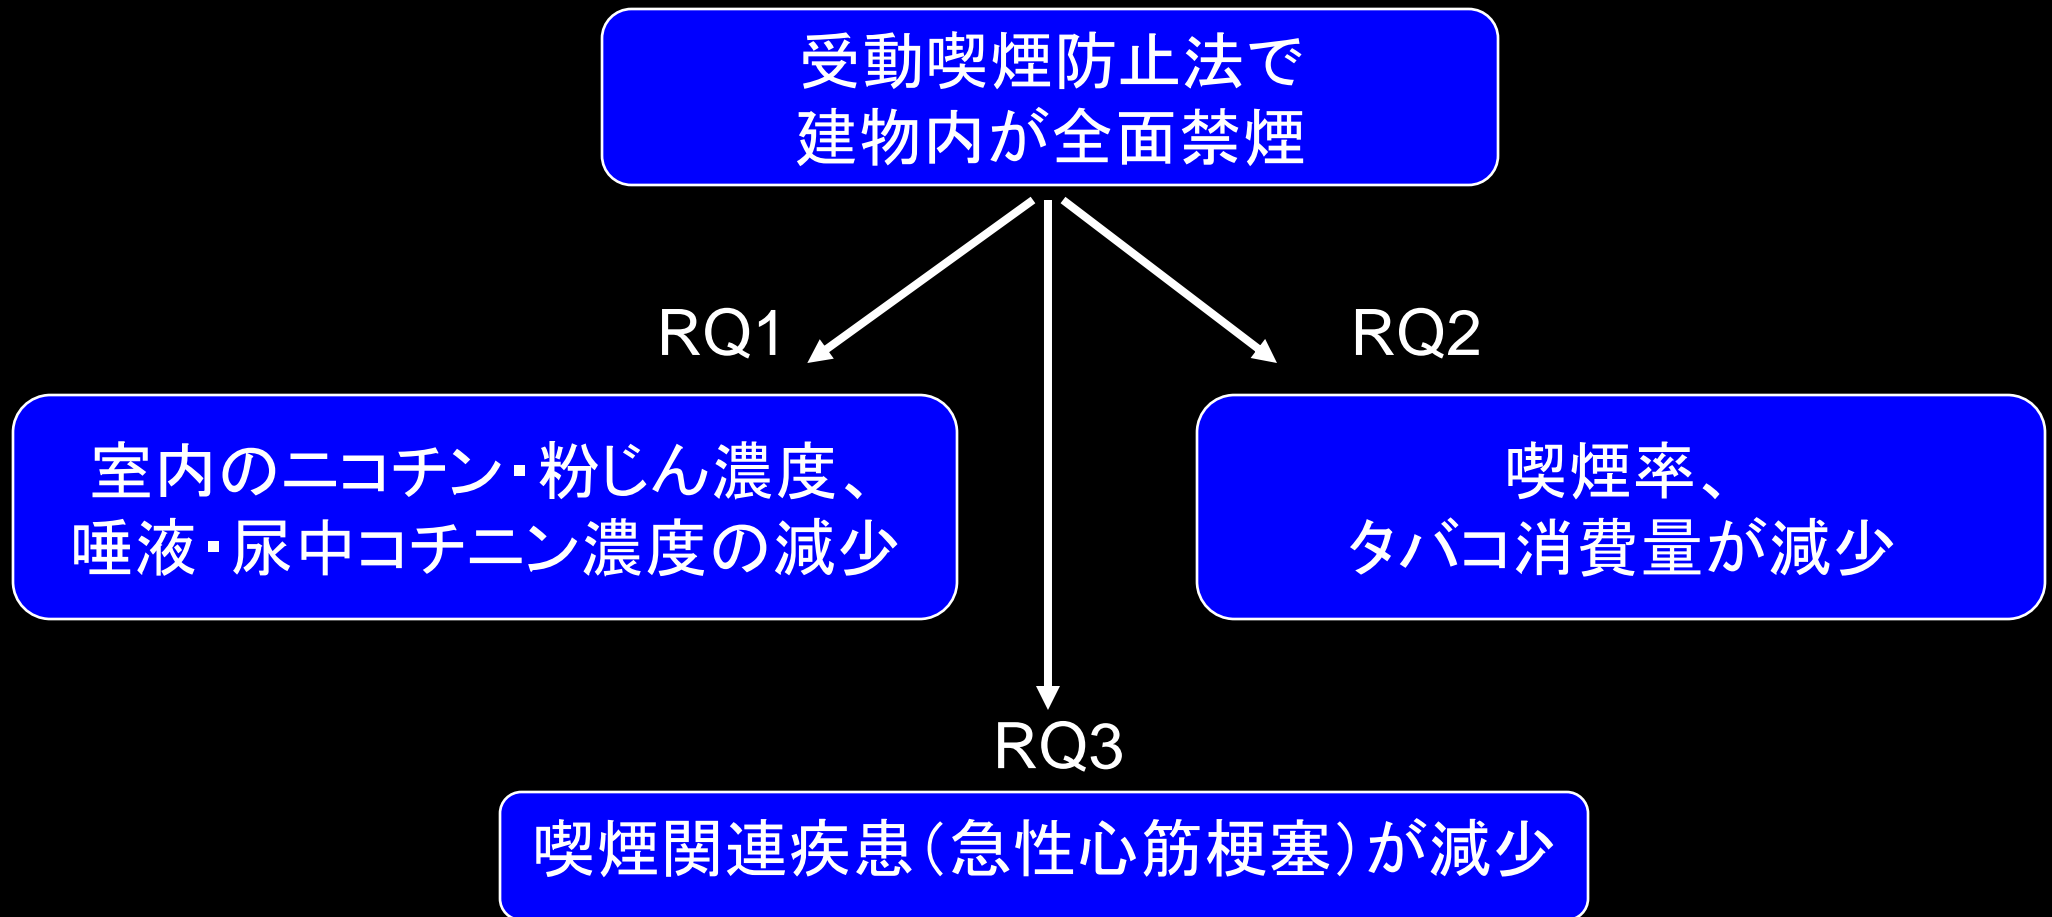 受動喫煙防止法で
建物内が全面禁煙
RQ1
RQ2
室内のニコチン・粉じん濃度、
唾液・尿中コチニン濃度の減少
喫煙率、
タバコ消費量が減少
RQ3
喫煙関連疾患(急性心筋梗塞)が減少